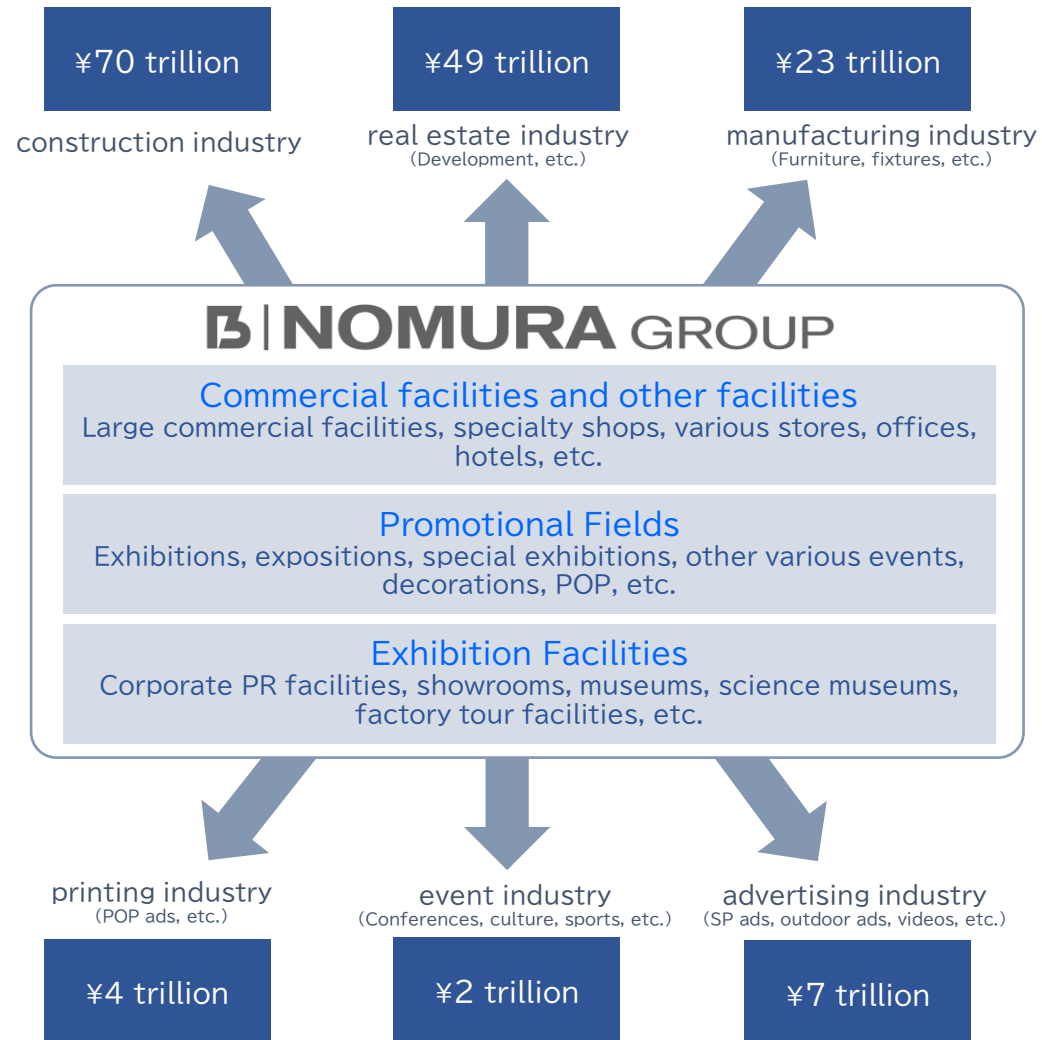 ¥70 trillion
¥49 trillion
¥23 trillion
construction industry
real estate industry
(Development, etc.)
manufacturing industry
(Furniture, fixtures, etc.)
NOMURA GROUP
Commercial facilities and other facilities
Large commercial facilities, specialty shops, various stores, offices,
hotels, etc.
Promotional Fields
Exhibitions, expositions, special exhibitions, other various events,
decorations, POP, etc.
Exhibition Facilities
Corporate PR facilities, showrooms, museums, science museums,
factory tour facilities, etc.
printing industry
(POP ads, etc.)
event industry
(Conferences, culture, sports, etc.)
advertising industry
(SP ads, outdoor ads, videos, etc.)
¥4 trillion
¥2 trillion
¥7 trillion